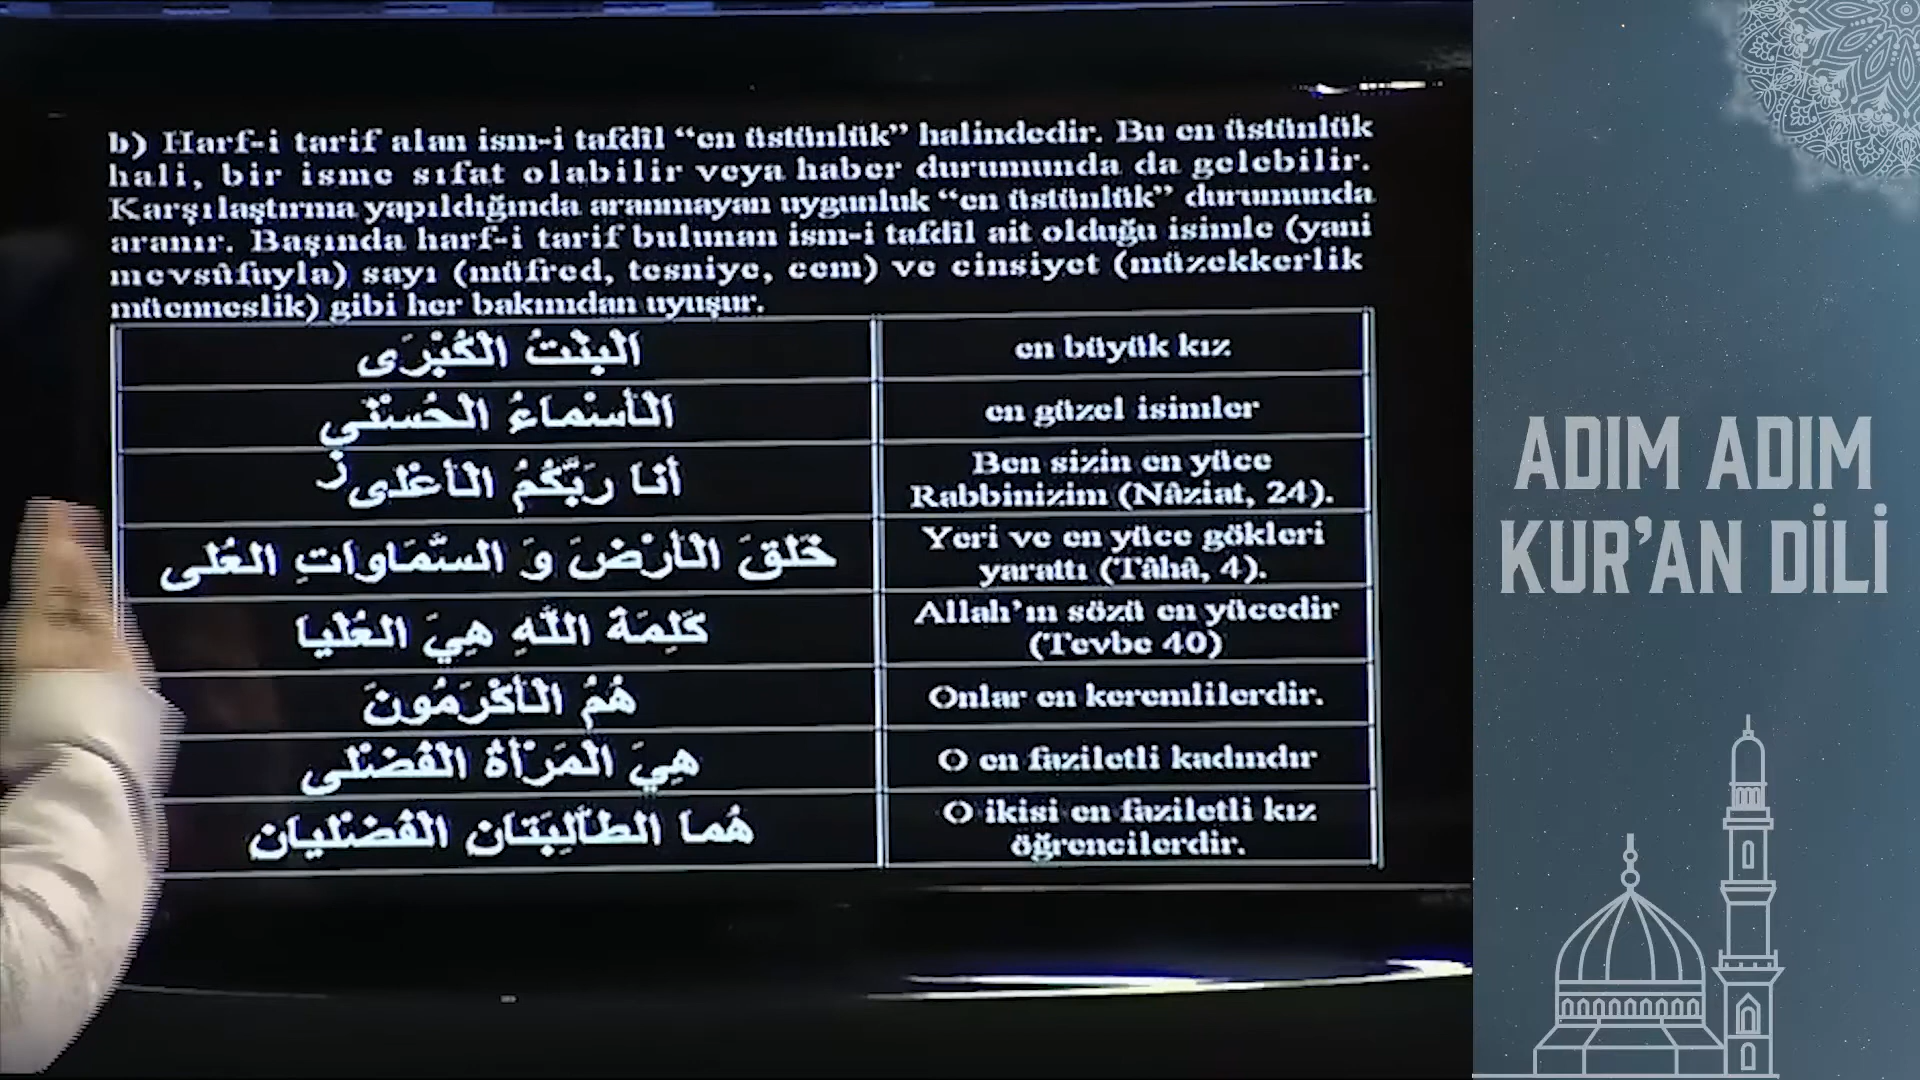 b) Harf-i tarif alan ism-i tafdîl “en üstünlük” halindedir. Bu en üstünlük
hali, bir isme sıfat olabilir veya haber durumunda da gelebilir.
Karşılaştırma yapıldığında aranmayan uygunluk “en üstünlük” durumunda
aranır. Başında harf-i tarif bulunan ism-i tafdîl ait olduğu isimle (yani
mevsûfuyla) sayı (müfred, tesniye, cem) ve cinsiyet (müzekkerlik
müenneslik) gibi her bakımdan uyuşur.
اَلْبِنْتُ الْكُبْرَى
en büyük kız
اَلْأَسْماءُ الْحُسْنَي
en güzel isimler
أَنا رَبُّكُمُ الْأَعْلَى ز
Ben sizin en yüce
Rabbinizim (Nâziat, 24).
خَلَقَ الْأَرْضَ وَ السَّمَاوَاتِ الْعُلَى
Yeri ve en yüce gökleri
yarattı (Tâhâ, 4).
كَلِمَةُ اللَّهِ هِيَ الْعُلْيا
Allah’ın sözü en yücedir
(Tevbe 40)
هُمُ الْأَكْرَمُونَ
Onlar en keremlilerdir.
هِيَ الْمَرْأَةُ الْفُضْلَى
O en faziletli kadındır
هُما الطَّالِبَتَانِ الْفُضْلَيانِ
O ikisi en faziletli kız
öğrencilerdir.
ADIM ADIM
KUR’AN DİLİ